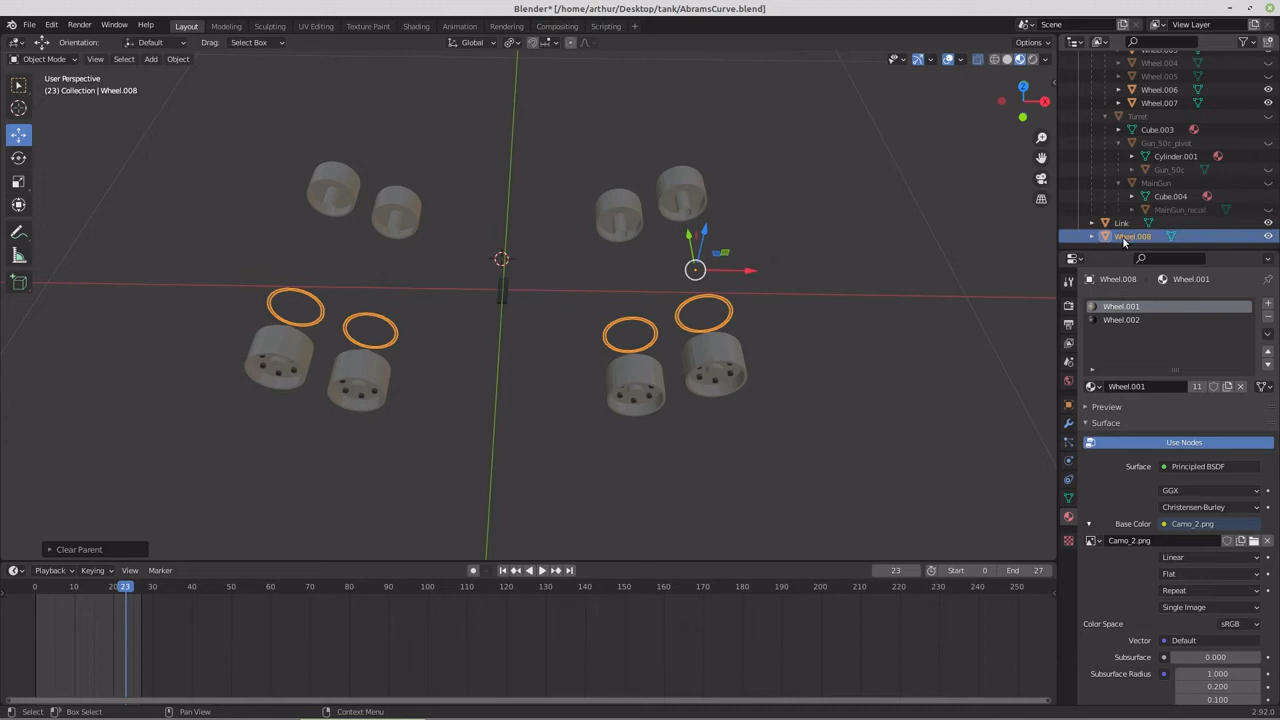 Blender* [/home/arthur/Desktop/tank/AbramsCurve.blend]
File Edit Render Window Help Layout Modeling Sculpting UV Editing Texture Paint Shading Animation Rendering Compositing Scripting Scene View Layer
Orientation: Default Drag: Select Box Global Options
Object Mode View Select Add Object
User Perspective
(23) Collection | Wheel.008
Z
X
Wheel.004
Wheel.005
Wheel.006
Wheel.007
Turret
Cube.003
Gun_50c_pivot
Cylinder.001
Gun_50c
MainGun
Cube.004
MainGun_recoil
Link
Wheel.008
Wheel.008 Wheel.001
Wheel.001
Wheel.002
Wheel.001 11
Preview
Surface
Use Nodes
Surface Principled BSDF
GGX
Christensen-Burley
Base Color Camo_2.png
Camo_2.png
Linear
Flat
Repeat
Single Image
Color Space sRGB
Vector Default
Subsurface 0.000
Subsurface Radius 1.000
0.200
0.100
Clear Parent
Playback Keying View Marker 23 Start 0 End 27
0 10 20 23 30 40 50 60 70 80 90 100 110 120 130 140 150 160 170 180 190 200 210 220 230 240 250
Select Box Select Pan View Context Menu 2.92.0